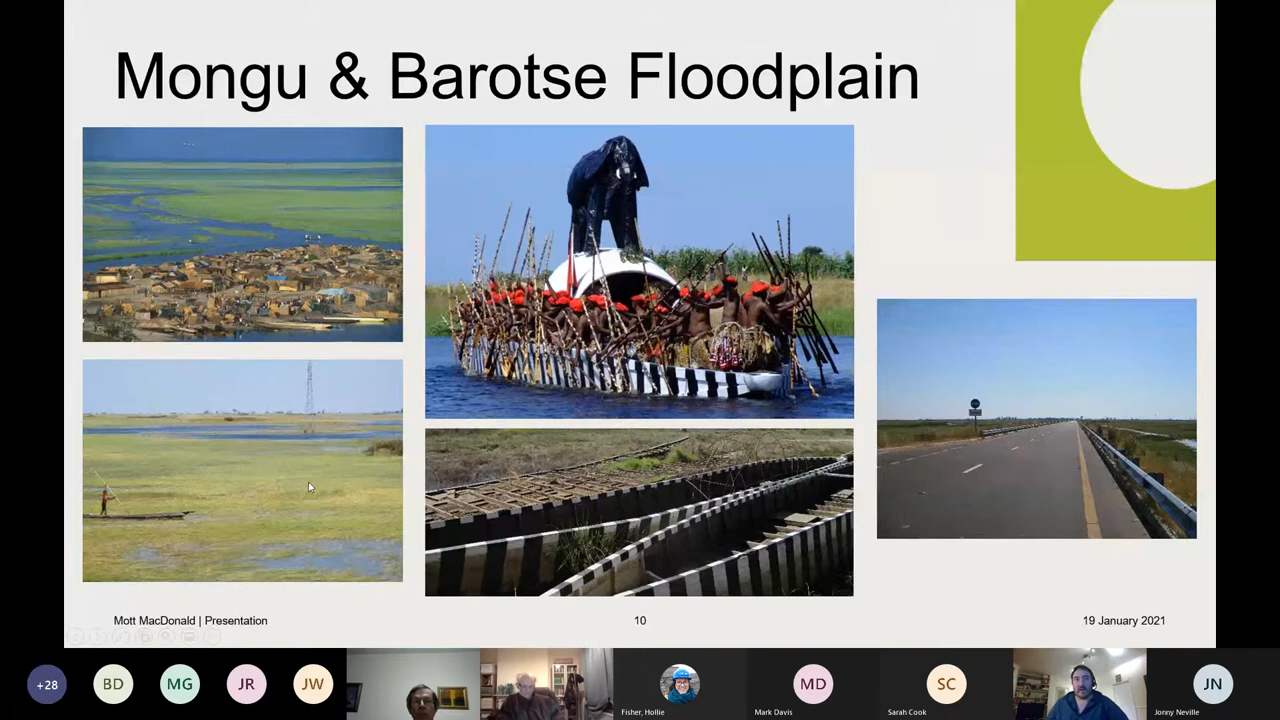 Mongu & Barotse Floodplain
Mott MacDonald | Presentation
10
19 January 2021
+28
BD
MG
JR
JW
Fisher, Hollie
MD
Mark Davis
SC
Sarah Cook
JN
Jonny Neville